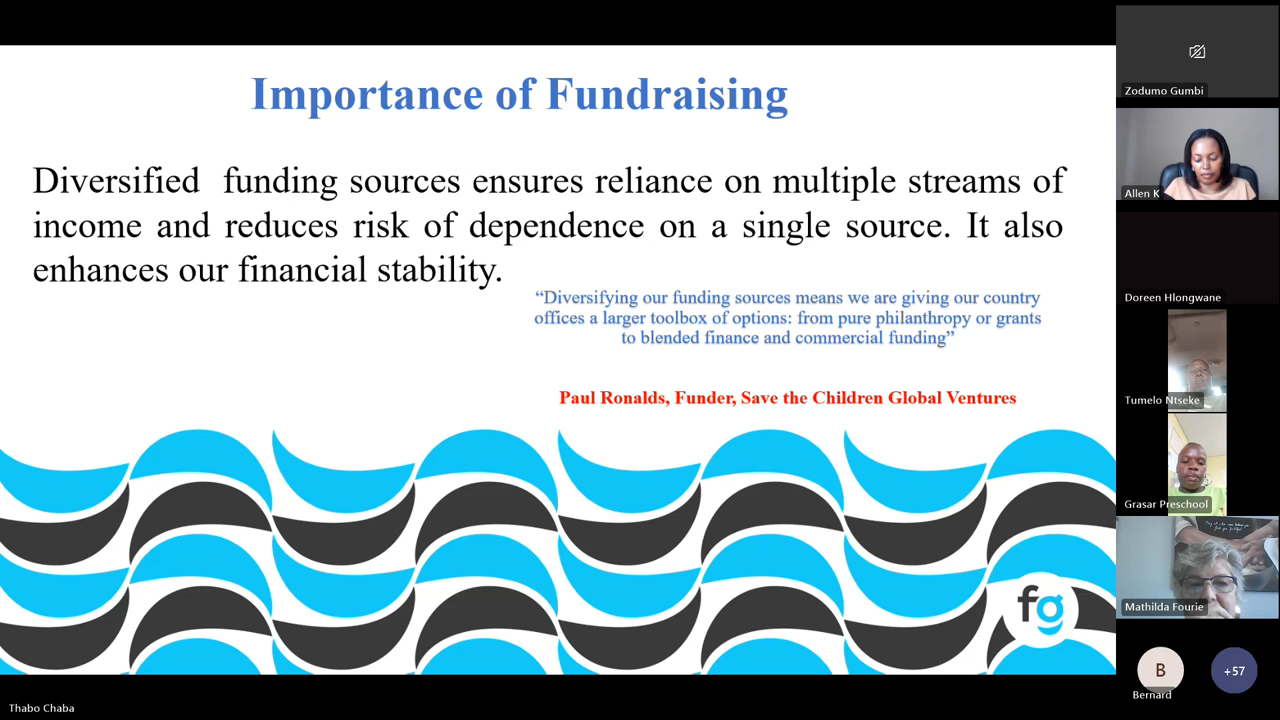 Importance of Fundraising
Diversified funding sources ensures reliance on multiple streams of
income and reduces risk of dependence on a single source. It also
enhances our financial stability.
“Diversifying our funding sources means we are giving our country
offices a larger toolbox of options: from pure philanthropy or grants
to blended finance and commercial funding”
Paul Ronalds, Funder, Save the Children Global Ventures
fg
Thabo Chaba
Zodumo Gumbi
Allen K
Doreen Hlongwane
Tumelo Ntseke
Grasar Preschool
Mathilda Fourie
B
Bernard
+57